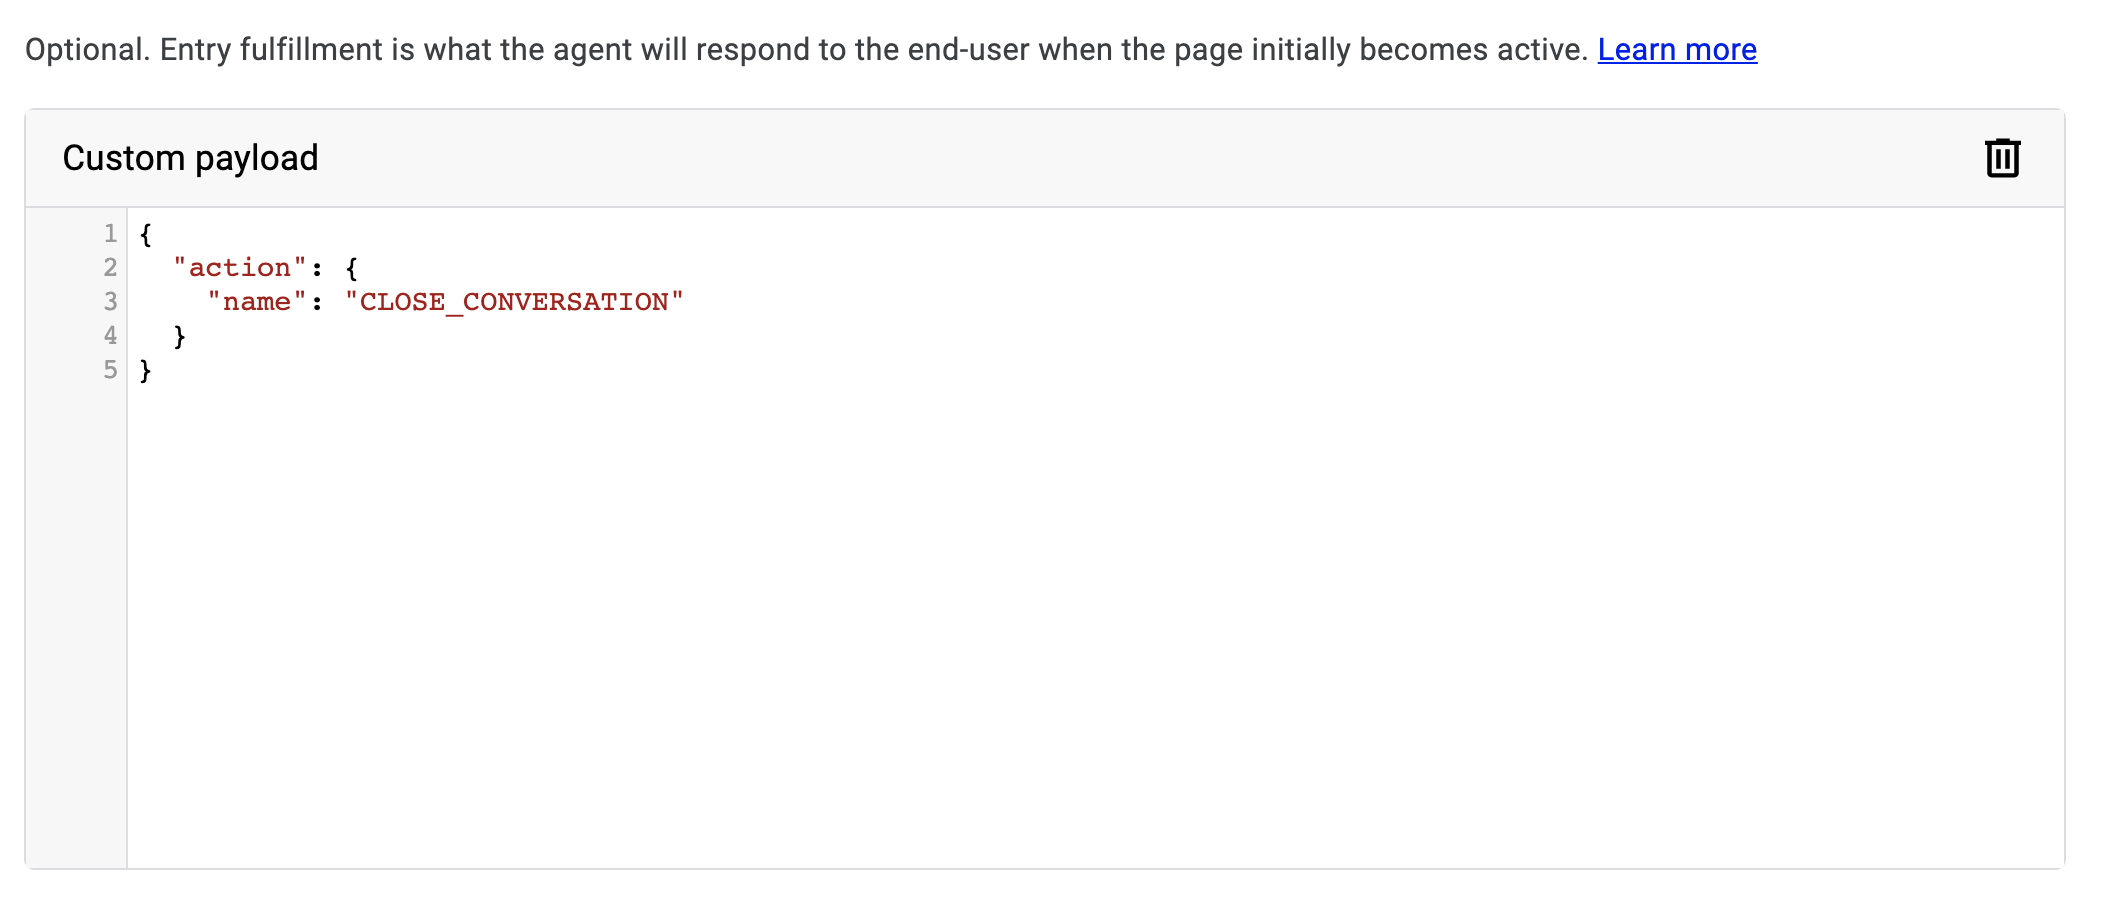 Optional. Entry fulfillment is what the agent will respond to the end-user when the page initially becomes active. Learn more
Custom payload
1 {
2   "action": {
3     "name": "CLOSE_CONVERSATION"
4   }
5 }